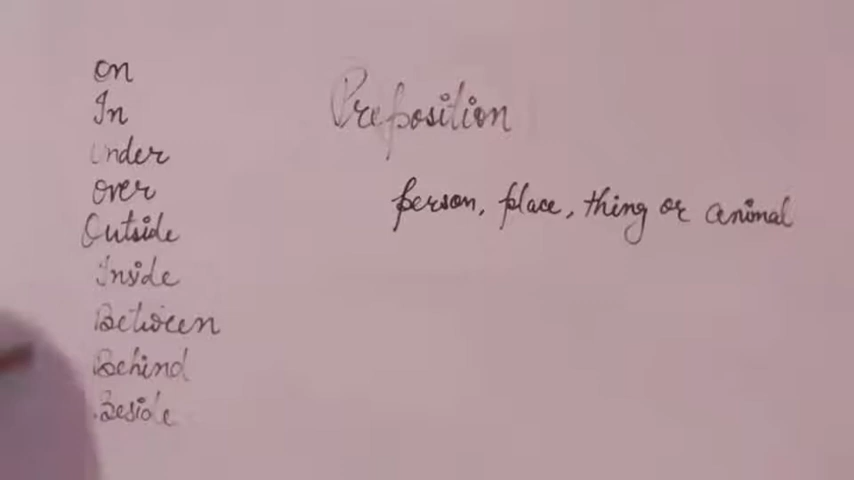 on
In
under
over
Outside
Inside
Between
Behind
Beside
Preposition
person, place, thing or animal